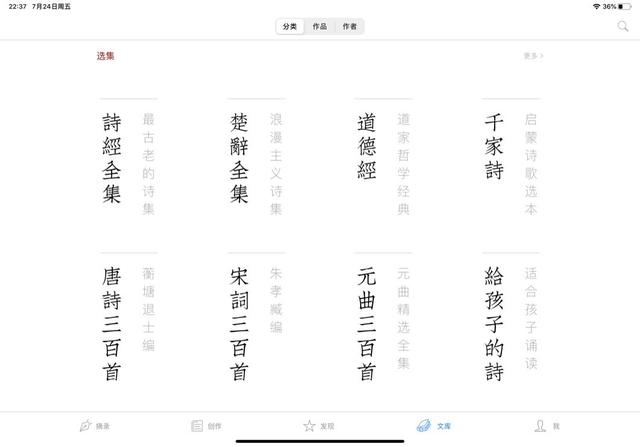 22:37 7月24日周五
36%
分类 作品 作者
选集
更多 >
詩經全集
最古老的诗集
楚辭全集
浪漫主义诗集
道德經
道家哲学经典
千家詩
启蒙诗歌选本
唐詩三百首
蘅塘退士编
宋詞三百首
朱孝臧编
元曲三百首
元曲精选全集
給孩子的詩
适合孩子诵读
摘录
创作
发现
文库
我